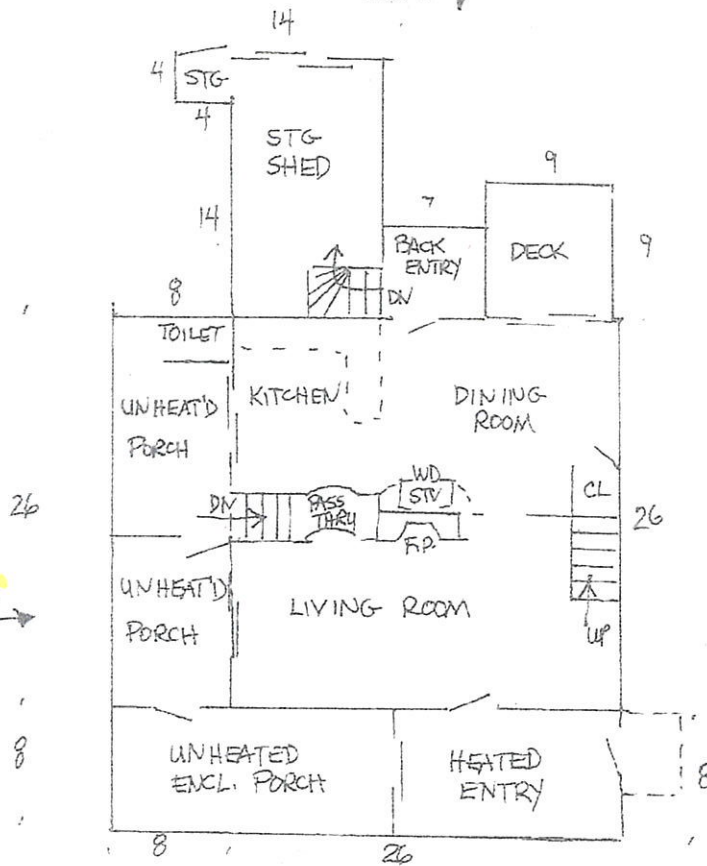 14
4
STG
4
STG
SHED
14
9
7
BACK
ENTRY
DECK
9
8
DN
TOILET
KITCHEN
DINING
ROOM
UNHEAT'D
PORCH
WD
STV
CL
26
DN
PASS
THRU
26
F.P.
UNHEAT'D
PORCH
LIVING ROOM
UP
8
UNHEATED
ENCL. PORCH
HEATED
ENTRY
8
8
26